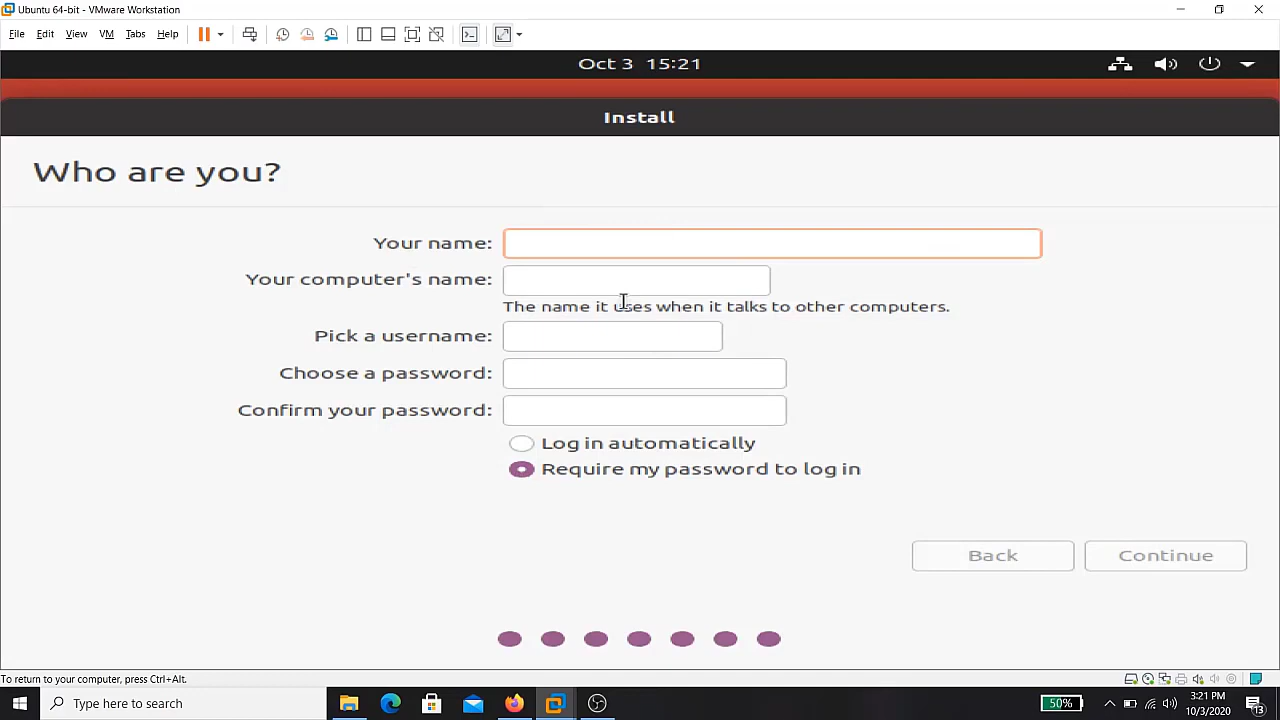 Ubuntu 64-bit - VMware Workstation
File Edit View VM Tabs Help
Oct 3 15:21
Install
Who are you?
Your name:
Your computer's name:
The name it uses when it talks to other computers.
Pick a username:
Choose a password:
Confirm your password:
Log in automatically
Require my password to log in
Back Continue
To return to your computer, press Ctrl+Alt.
Type here to search
50%
3:21 PM
10/3/2020
13